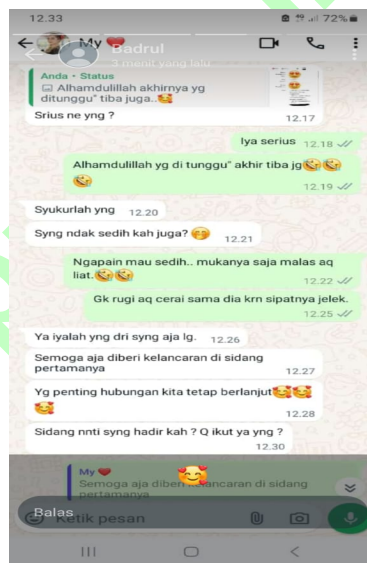 12.33
72%
My
Badrul
3 menit yang lalu
Anda • Status
Alhamdulillah akhirnya yg
ditunggu" tiba juga..🥰
Srius ne yng ?
12.17
Iya serius 12.18
Alhamdulillah yg di tunggu" akhir tiba jg🤣🤣
🤣
12.19
Syukurlah yng 12.20
Syng ndak sedih kah juga?🤭 12.21
Ngapain mau sedih.. mukanya saja malas aq
liat.🤣🤣
12.22
Gk rugi aq cerai sama dia krn sipatnya jelek.
12.25
Ya iyalah yng dri syng aja lg. 12.26
Semoga aja diberi kelancaran di sidang
pertamanya
12.27
Yg penting hubungan kita tetap berlanjut🥰🥰
🥰
12.28
Sidang nnti syng hadir kah ? Q ikut ya yng ?
12.30
My
Semoga aja diberi kelancaran di sidang
pertamanya
Balas
Ketik pesan